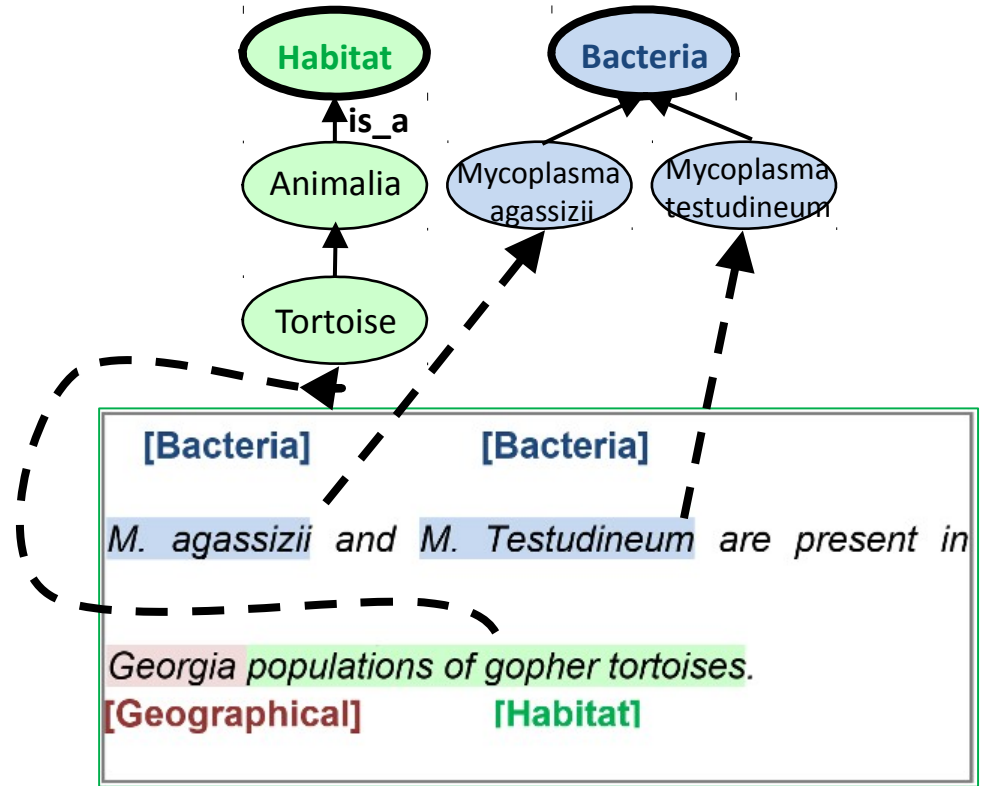 Habitat Bacteria
is_a
Animalia Mycoplasma agassizii Mycoplasma testudineum
Tortoise
[Bacteria] [Bacteria]
M. agassizii and M. Testudineum are present in
Georgia populations of gopher tortoises.
[Geographical] [Habitat]